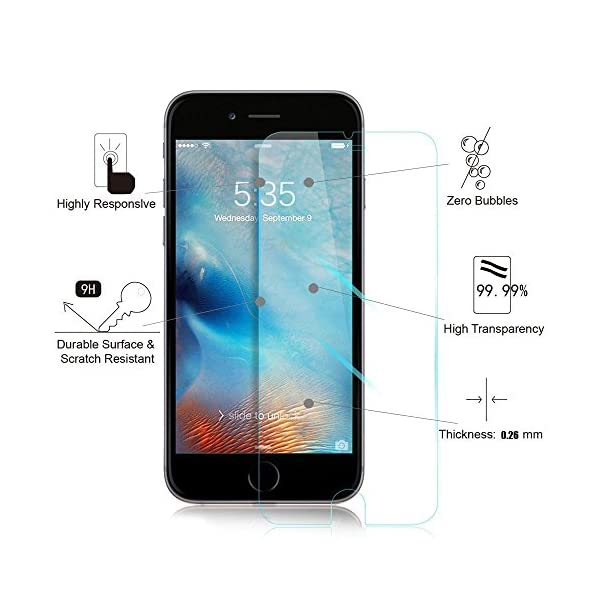 5:35
Wednesday, September 9
slide to unlock
Highly Responsive
9H
Durable Surface &
Scratch Resistant
Zero Bubbles
99.99%
High Transparency
Thickness: 0.26 mm